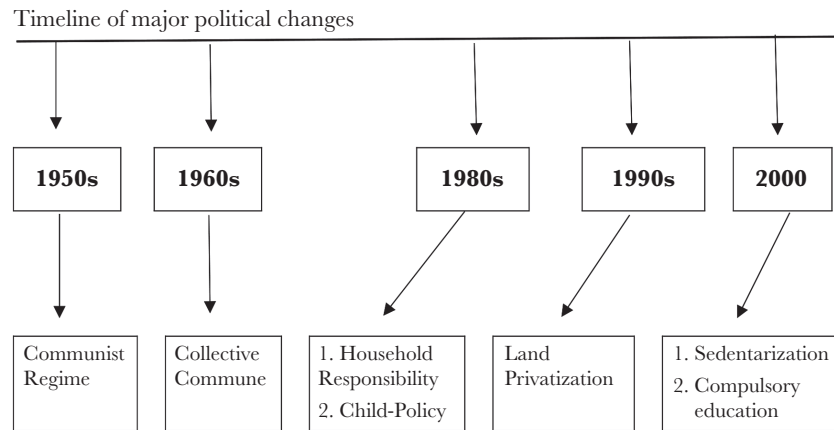 Timeline of major political changes
1950s
1960s
1980s
1990s
2000
Communist
Regime
Collective
Commune
1. Household
Responsibility
2. Child-Policy
Land
Privatization
1. Sedentarization
2. Compulsory
education